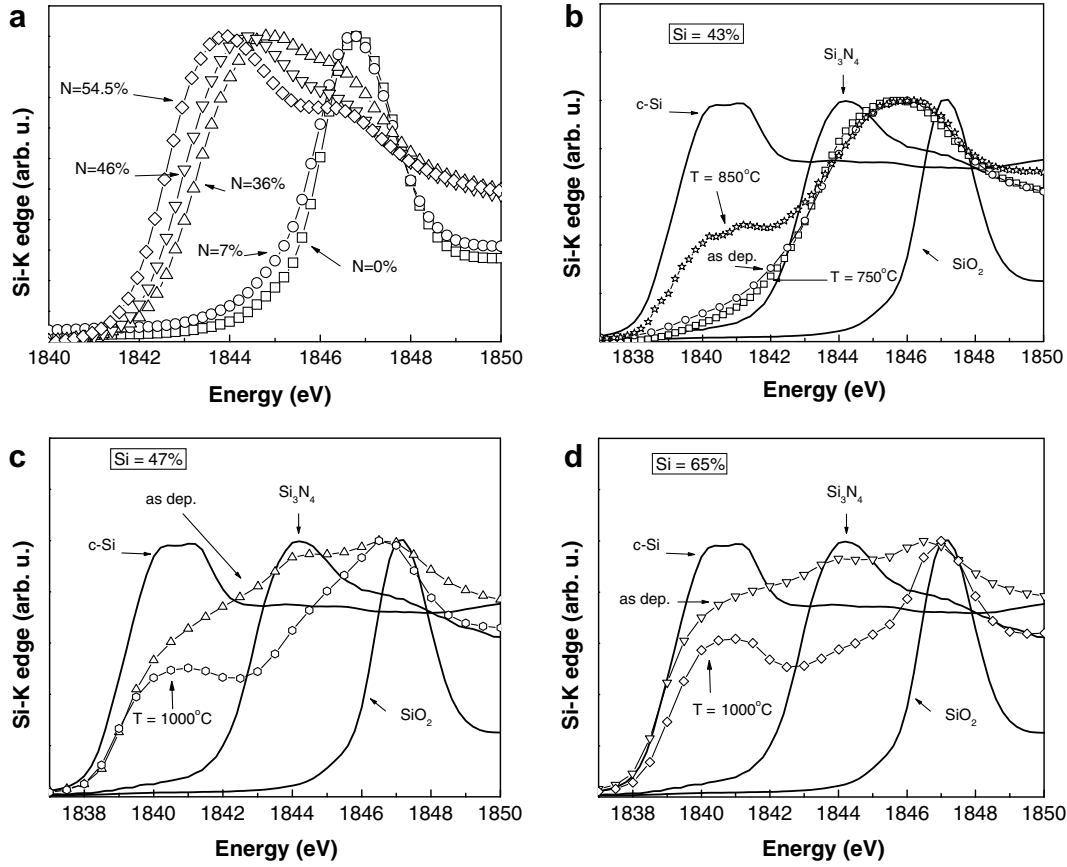 a
Si-K edge (arb. u.)
N=54.5%
N=46%
N=36%
N=7%
N=0%
1840 1842 1844 1846 1848 1850
Energy (eV)
b
Si-K edge (arb. u.)
Si = 43%
Si₃N₄
c-Si
T = 850°C
as dep.
T = 750°C
SiO₂
1838 1840 1842 1844 1846 1848 1850
Energy (eV)
c
Si-K edge (arb. u.)
Si = 47%
Si₃N₄
as dep.
c-Si
T = 1000°C
SiO₂
1838 1840 1842 1844 1846 1848 1850
Energy (eV)
d
Si-K edge (arb. u.)
Si = 65%
Si₃N₄
c-Si
as dep.
T = 1000°C
SiO₂
1838 1840 1842 1844 1846 1848 1850
Energy (eV)